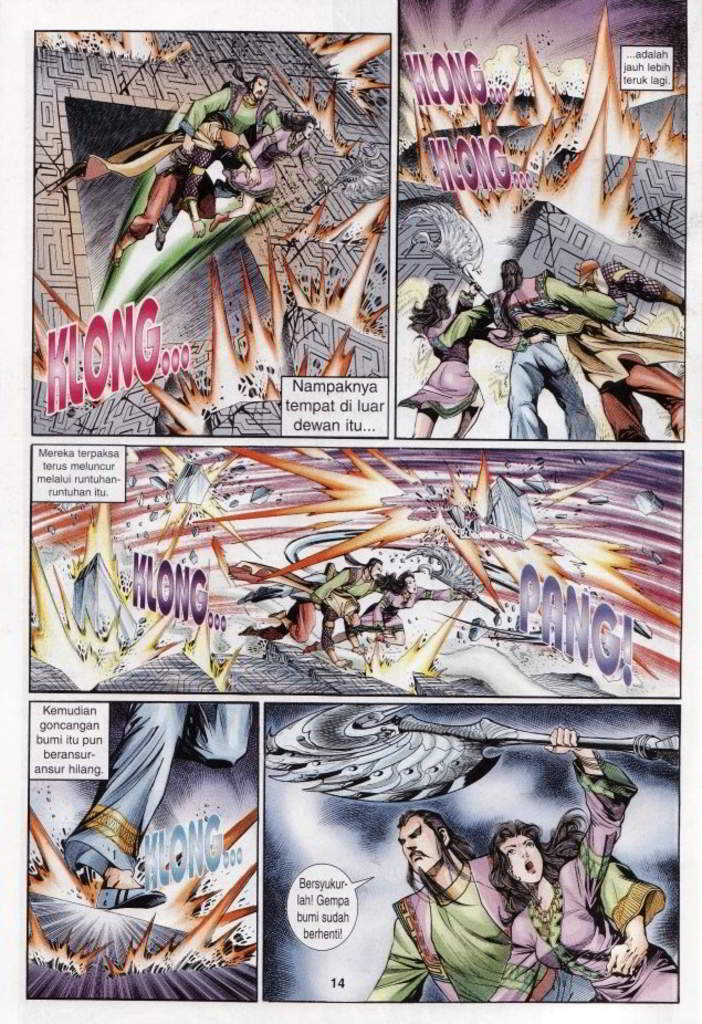 KLONG...
Nampaknya
tempat di luar
dewan itu...
...adalah
jauh lebih
teruk lagi.
KLONG...
KLONG...
Mereka terpaksa
terus meluncur
melalui runtuhan-
runtuhan itu.
KLONG...
PANG!
Kemudian
goncangan
bumi itu pun
beransur-
ansur hilang.
KLONG...
Bersyukur-
lah! Gempa
bumi sudah
berhenti!
14